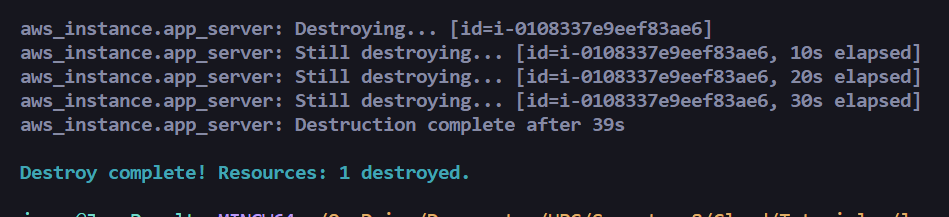 aws_instance.app_server: Destroying... [id=i-0108337e9eef83ae6]
aws_instance.app_server: Still destroying... [id=i-0108337e9eef83ae6, 10s elapsed]
aws_instance.app_server: Still destroying... [id=i-0108337e9eef83ae6, 20s elapsed]
aws_instance.app_server: Still destroying... [id=i-0108337e9eef83ae6, 30s elapsed]
aws_instance.app_server: Destruction complete after 39s
Destroy complete! Resources: 1 destroyed.